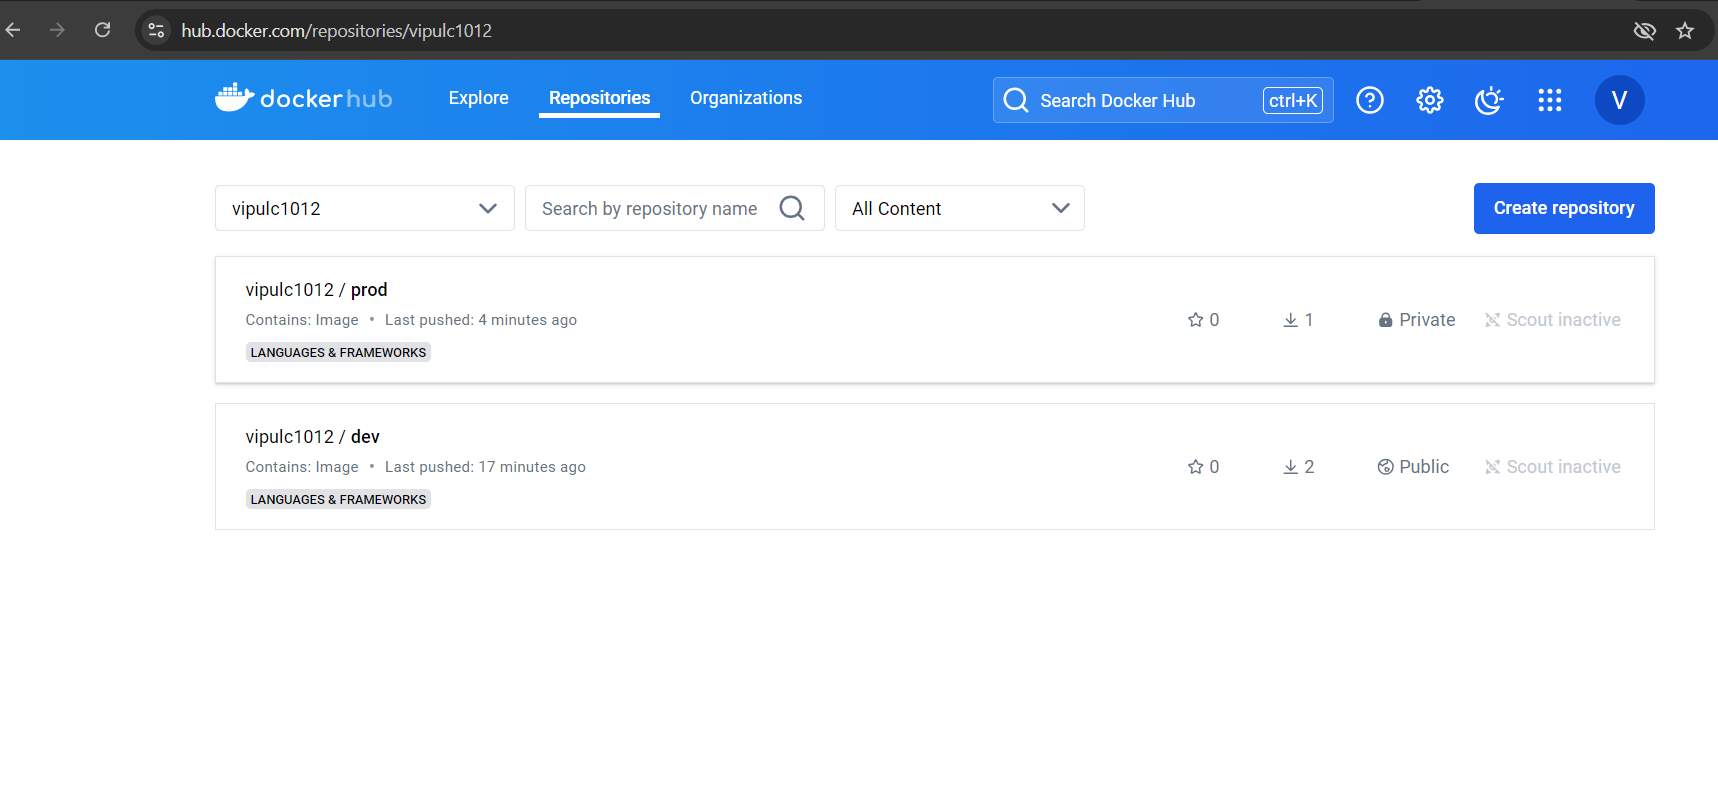 hub.docker.com/repositories/vipulc1012
dockerhub Explore Repositories Organizations Search Docker Hub ctrl+K V
vipulc1012 Search by repository name All Content Create repository
vipulc1012 / prod
Contains: Image • Last pushed: 4 minutes ago 0 1 Private Scout inactive
LANGUAGES & FRAMEWORKS
vipulc1012 / dev
Contains: Image • Last pushed: 17 minutes ago 0 2 Public Scout inactive
LANGUAGES & FRAMEWORKS